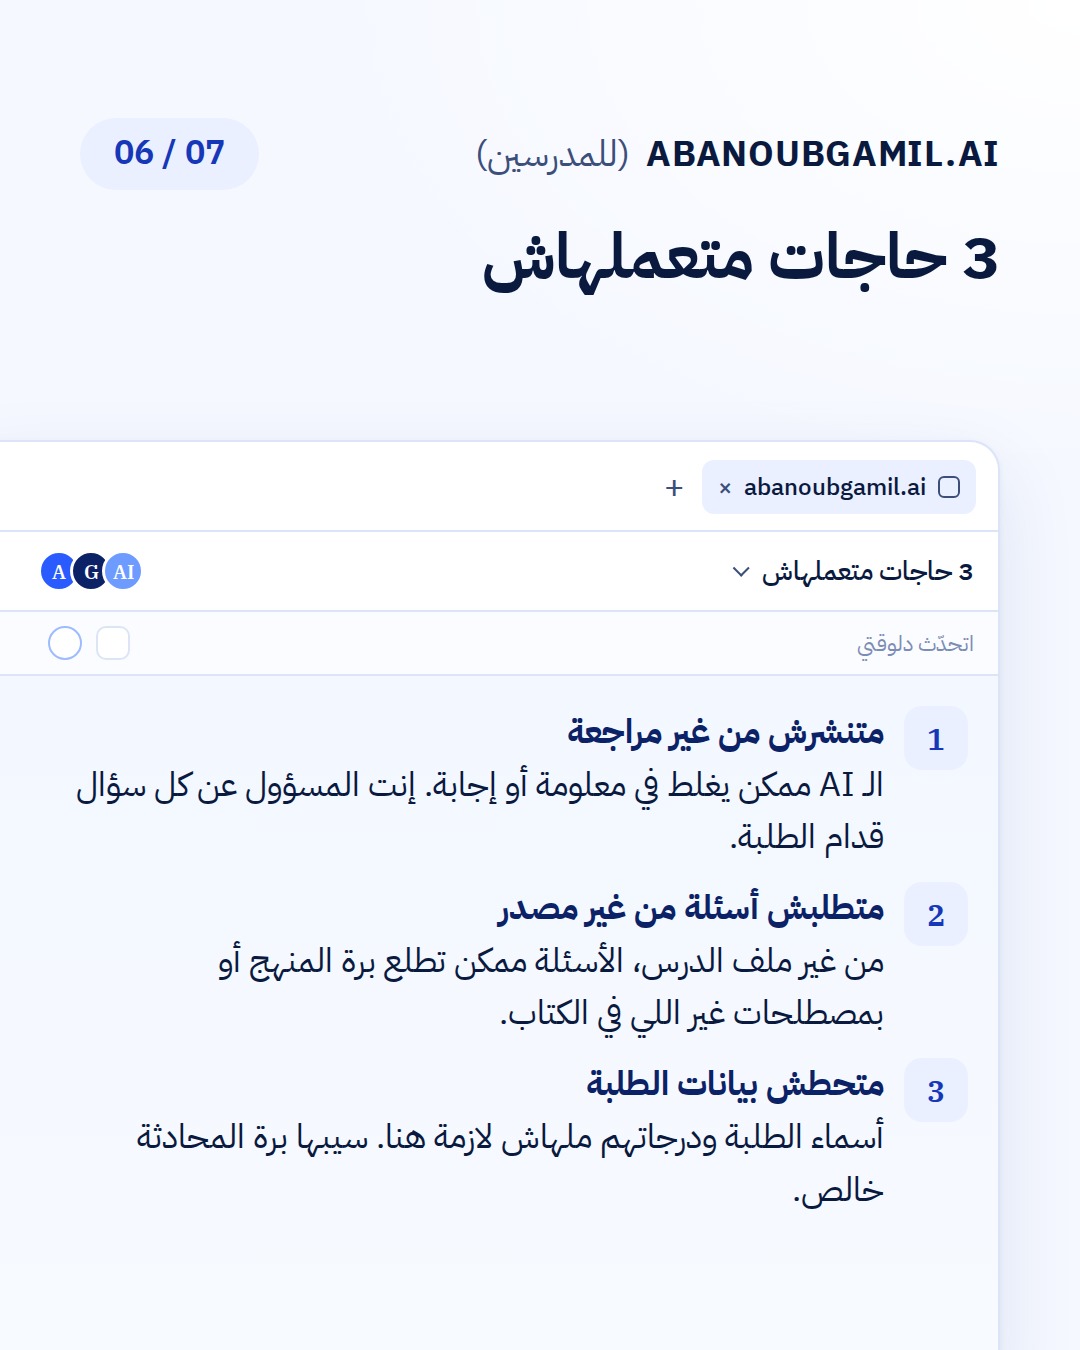 ABANOUBGAMIL.AI (للمدرسين)
06 / 07
3 حاجات متعملهاش
abanoubgamil.ai × +
3 حاجات متعملهاش
AI G A
اتحدّث دلوقتي
1
متنشرش من غير مراجعة
الـ AI ممكن يغلط في معلومة أو إجابة. إنت المسؤول عن كل سؤال
قدام الطلبة.
2
متطلبش أسئلة من غير مصدر
من غير ملف الدرس، الأسئلة ممكن تطلع برة المنهج أو
بمصطلحات غير اللي في الكتاب.
3
متحطش بيانات الطلبة
أسماء الطلبة ودرجاتهم ملهاش لازمة هنا. سيبها برة المحادثة
خالص.